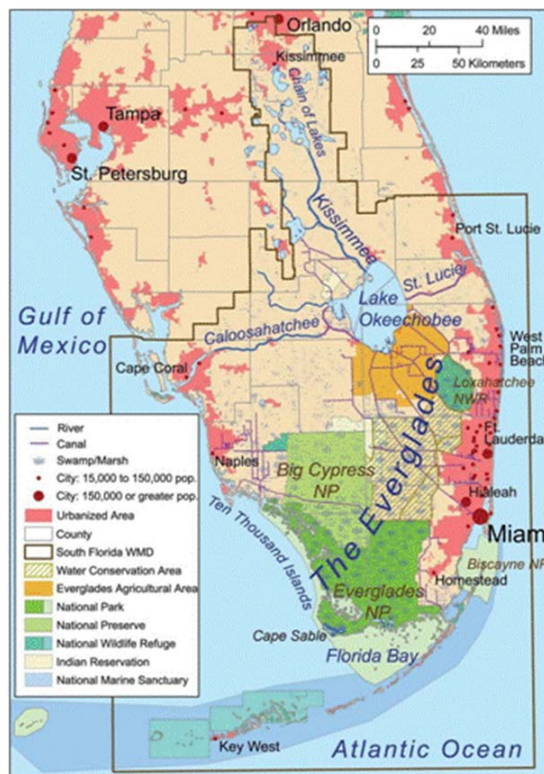 Orlando
0 20 40 Miles
0 25 50 Kilometers
Kissimmee
Chain of Lakes
Tampa
St. Petersburg
Kissimmee
Port St. Lucie
St. Lucie
Lake
Okeechobee
Gulf of
Mexico
Caloosahatchee
West
Palm
Beach
Cape Coral
Loxahatchee
NWR
The Everglades
Ft.
Lauderda
Naples
Big Cypress
NP
Hialeah
Miam
Ten Thousand Islands
Biscayne NP
Everglades
NP
Homestead
Cape Sable
Florida Bay
Key West
Atlantic Ocean
River
Canal
Swamp/Marsh
City: 15,000 to 150,000 pop.
City: 150,000 or greater pop.
Urbanized Area
County
South Florida WMD
Water Conservation Area
Everglades Agricultural Area
National Park
National Preserve
National Wildlife Refuge
Indian Reservation
National Marine Sanctuary